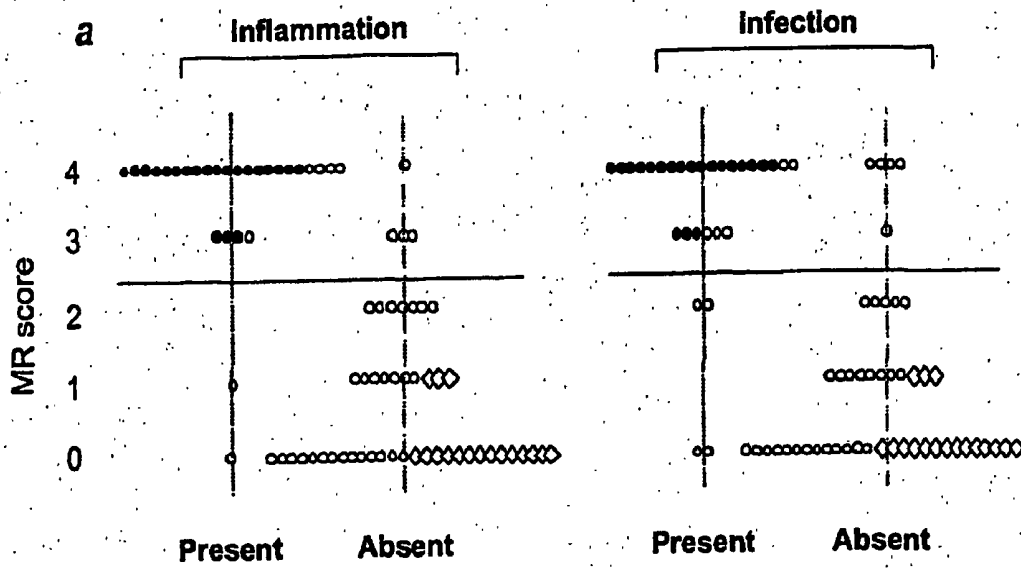 a
Inflammation
Infection
MR score
4
3
2
1
0
Present Absent
Present Absent